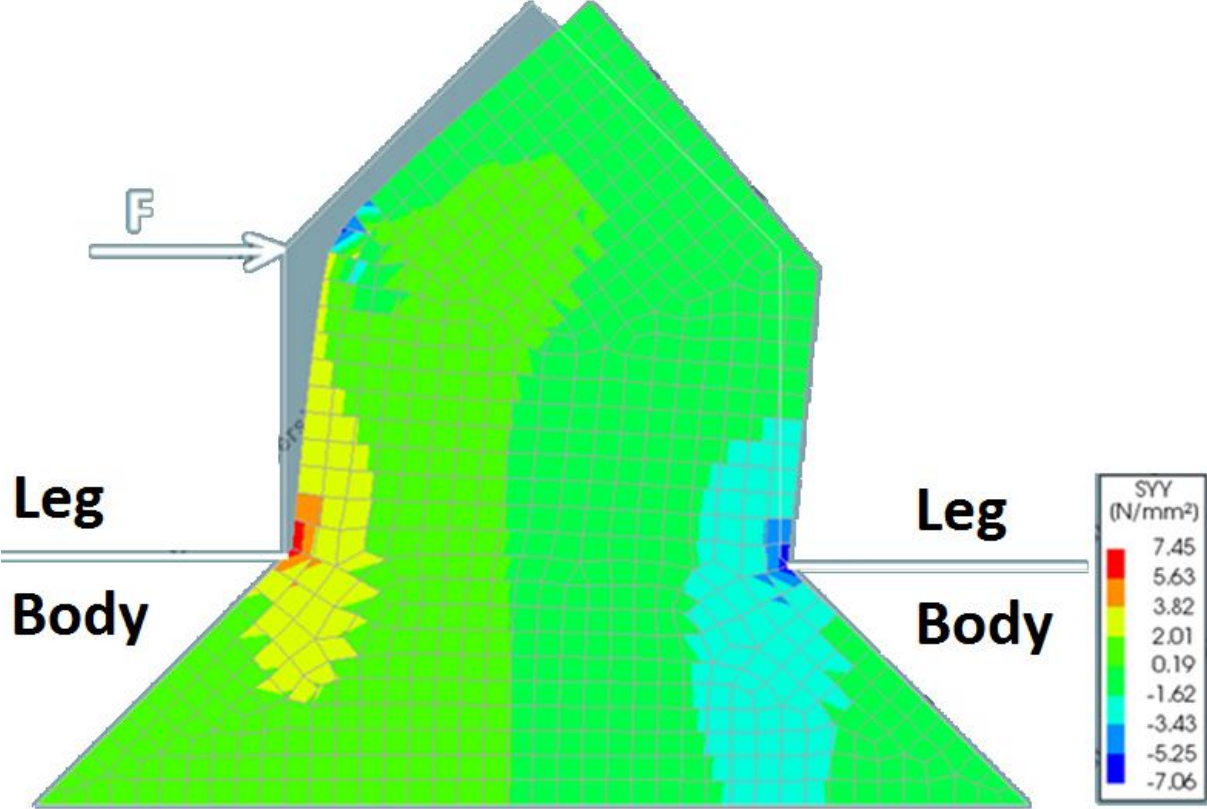 F
Leg
Body
Leg
Body
SYY
(N/mm²)
7.45
5.63
3.82
2.01
0.19
-1.62
-3.43
-5.25
-7.06